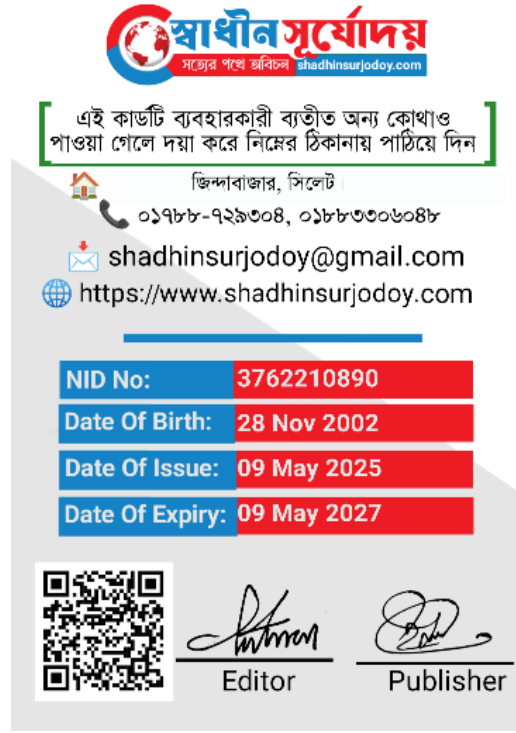 স্বাধীন সূর্যোদয়
সত্যের পথে অবিচল shadhinsurjodoy.com
এই কার্ডটি ব্যবহারকারী ব্যতীত অন্য কোথাও
পাওয়া গেলে দয়া করে নিম্নের ঠিকানায় পাঠিয়ে দিন
জিন্দাবাজার, সিলেট।
০১৭৮৮-৭২৯৩০৪, ০১৮৮৩৩০৬০৪৮
shadhinsurjodoy@gmail.com
https://www.shadhinsurjodoy.com
NID No: 3762210890
Date Of Birth: 28 Nov 2002
Date Of Issue: 09 May 2025
Date Of Expiry: 09 May 2027
Editor Publisher